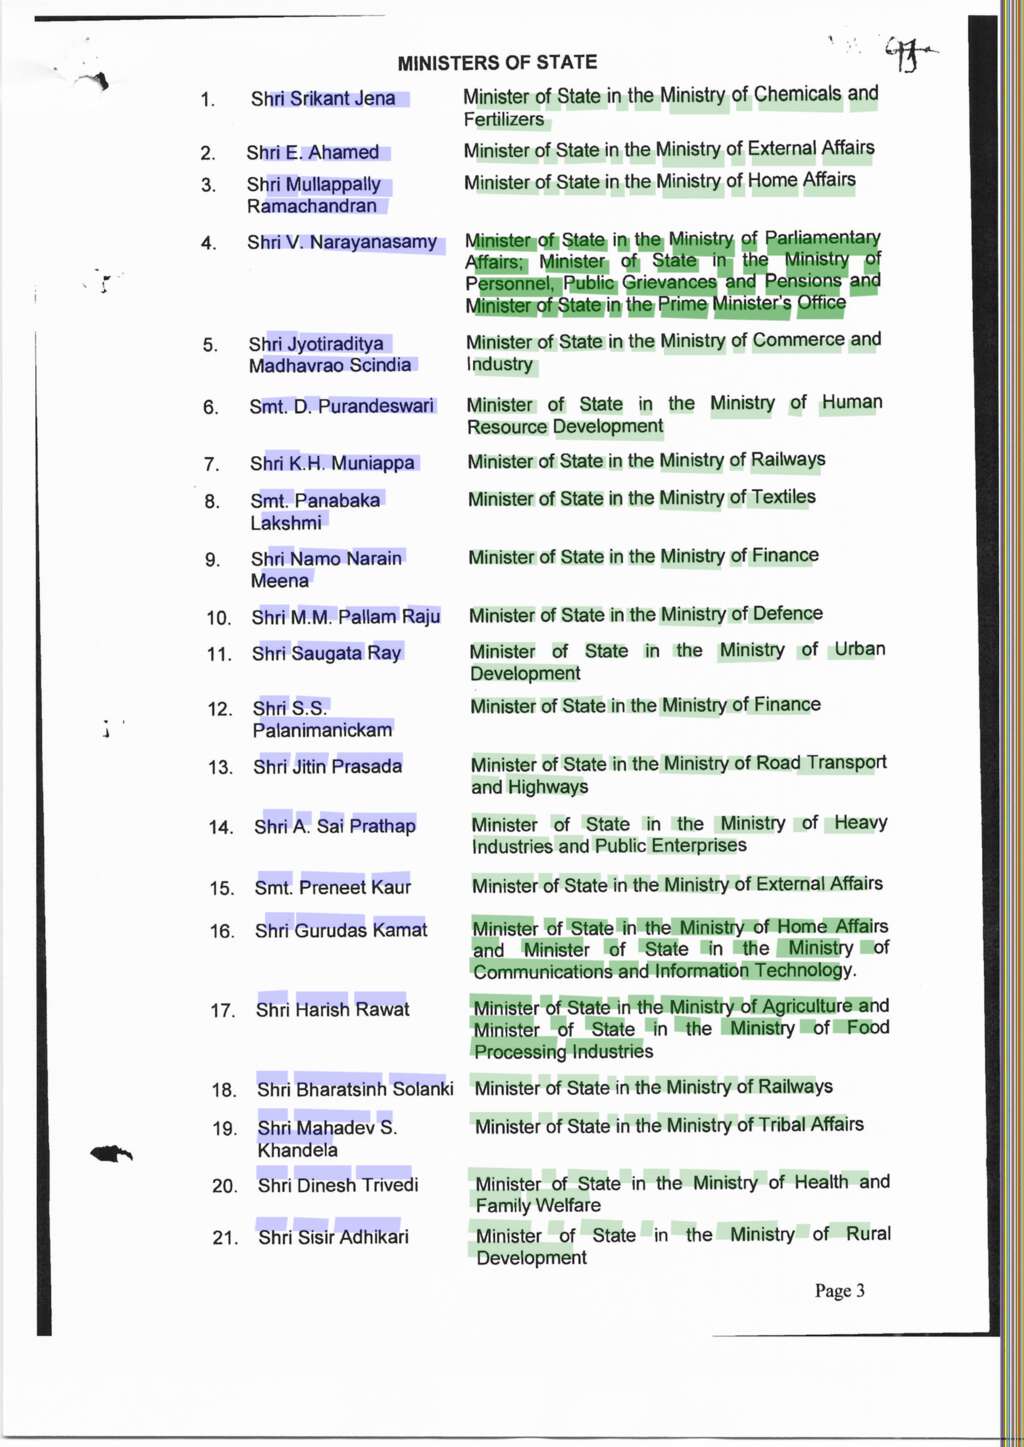 MINISTERS OF STATE
1. Shri Srikant Jena Minister of State in the Ministry of Chemicals and
Fertilizers
2. Shri E. Ahamed Minister of State in the Ministry of External Affairs
3. Shri Mullappally Minister of State in the Ministry of Home Affairs
Ramachandran
4. Shri V. Narayanasamy Minister of State in the Ministry of Parliamentary
Affairs; Minister of State in the Ministry of
Personnel, Public Grievances and Pensions and
Minister of State in the Prime Minister's Office
5. Shri Jyotiraditya Minister of State in the Ministry of Commerce and
Madhavrao Scindia Industry
6. Smt. D. Purandeswari Minister of State in the Ministry of Human
Resource Development
7. Shri K.H. Muniappa Minister of State in the Ministry of Railways
8. Smt. Panabaka Minister of State in the Ministry of Textiles
Lakshmi
9. Shri Namo Narain Minister of State in the Ministry of Finance
Meena
10. Shri M.M. Pallam Raju Minister of State in the Ministry of Defence
11. Shri Saugata Ray Minister of State in the Ministry of Urban
Development
12. Shri S.S. Minister of State in the Ministry of Finance
Palanimanickam
13. Shri Jitin Prasada Minister of State in the Ministry of Road Transport
and Highways
14. Shri A. Sai Prathap Minister of State in the Ministry of Heavy
Industries and Public Enterprises
15. Smt. Preneet Kaur Minister of State in the Ministry of External Affairs
16. Shri Gurudas Kamat Minister of State in the Ministry of Home Affairs
and Minister of State in the Ministry of
Communications and Information Technology.
17. Shri Harish Rawat Minister of State in the Ministry of Agriculture and
Minister of State in the Ministry of Food
Processing Industries
18. Shri Bharatsinh Solanki Minister of State in the Ministry of Railways
19. Shri Mahadev S. Minister of State in the Ministry of Tribal Affairs
Khandela
20. Shri Dinesh Trivedi Minister of State in the Ministry of Health and
Family Welfare
21. Shri Sisir Adhikari Minister of State in the Ministry of Rural
Development
Page 3